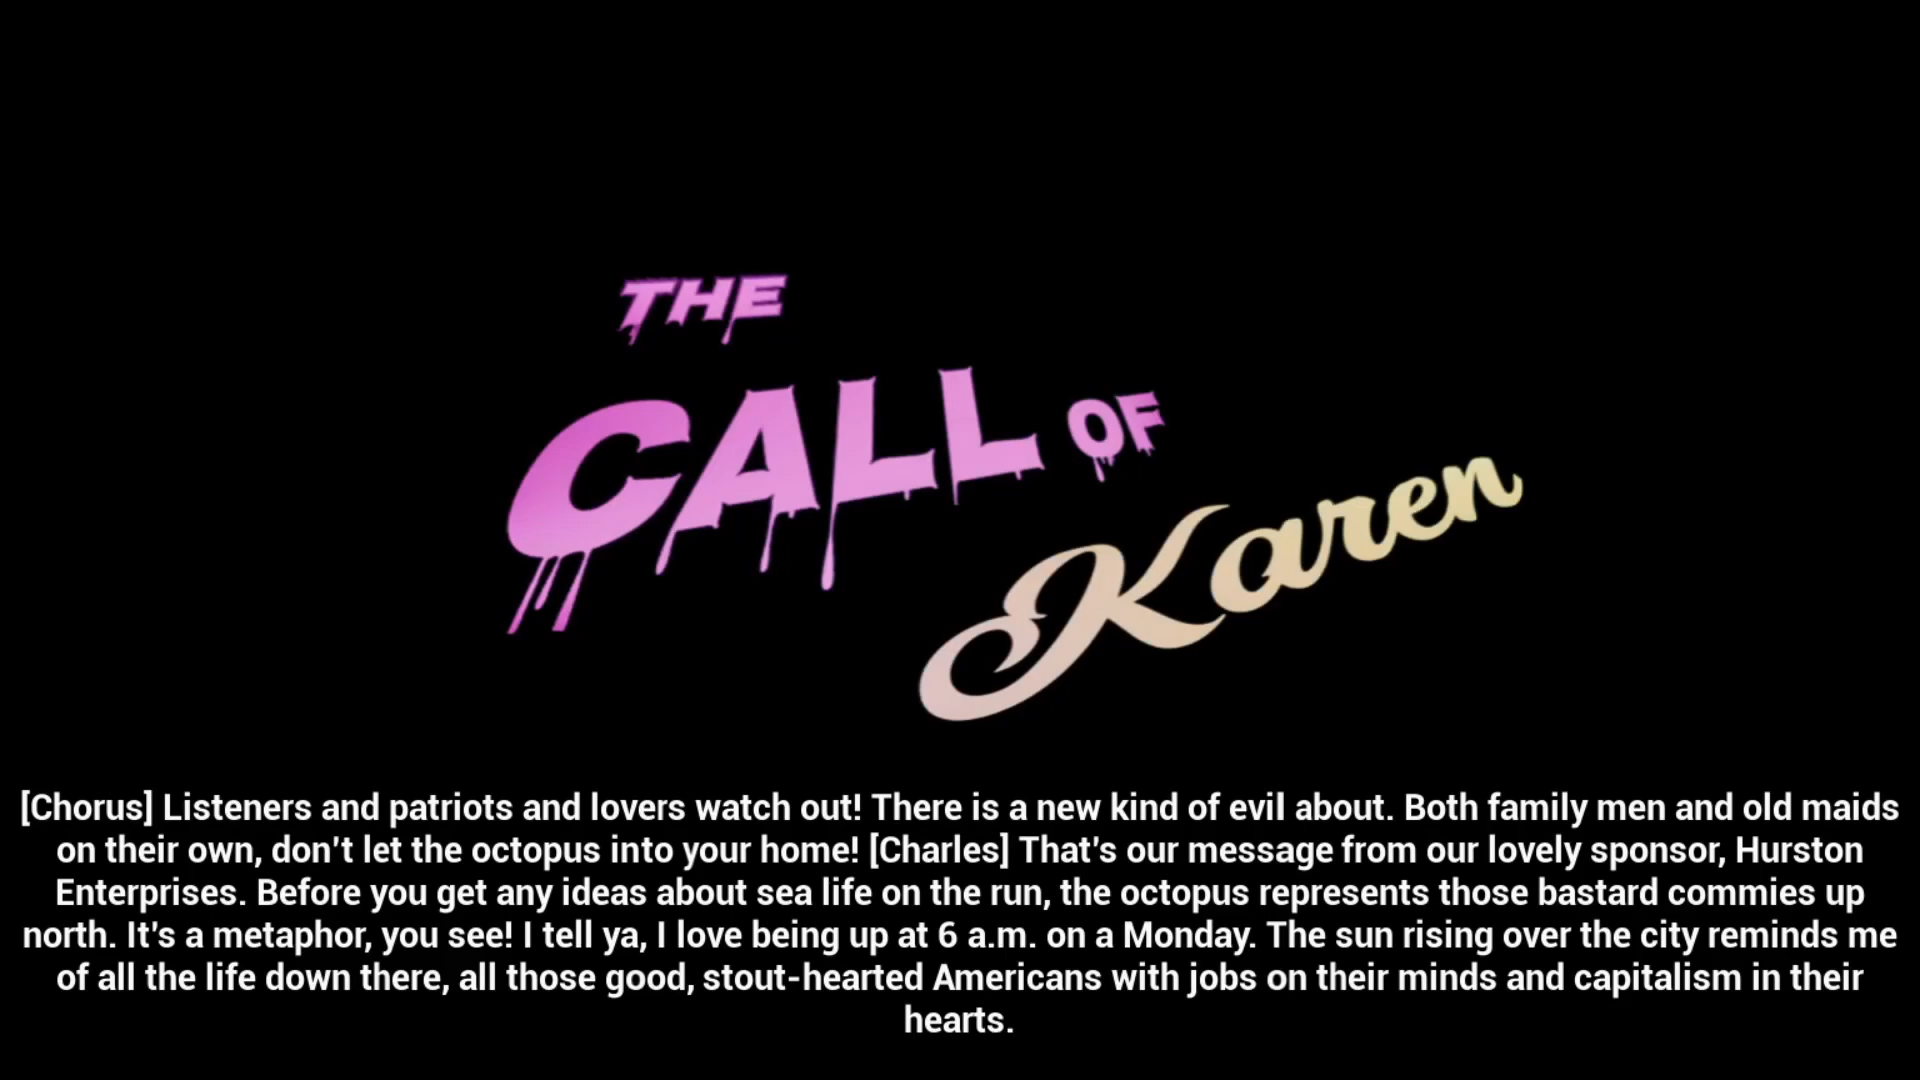 THE
CALL OF
Karen
[Chorus] Listeners and patriots and lovers watch out! There is a new kind of evil about. Both family men and old maids
on their own, don't let the octopus into your home! [Charles] That's our message from our lovely sponsor, Hurston
Enterprises. Before you get any ideas about sea life on the run, the octopus represents those bastard commies up
north. It's a metaphor, you see! I tell ya, I love being up at 6 a.m. on a Monday. The sun rising over the city reminds me
of all the life down there, all those good, stout-hearted Americans with jobs on their minds and capitalism in their
hearts.